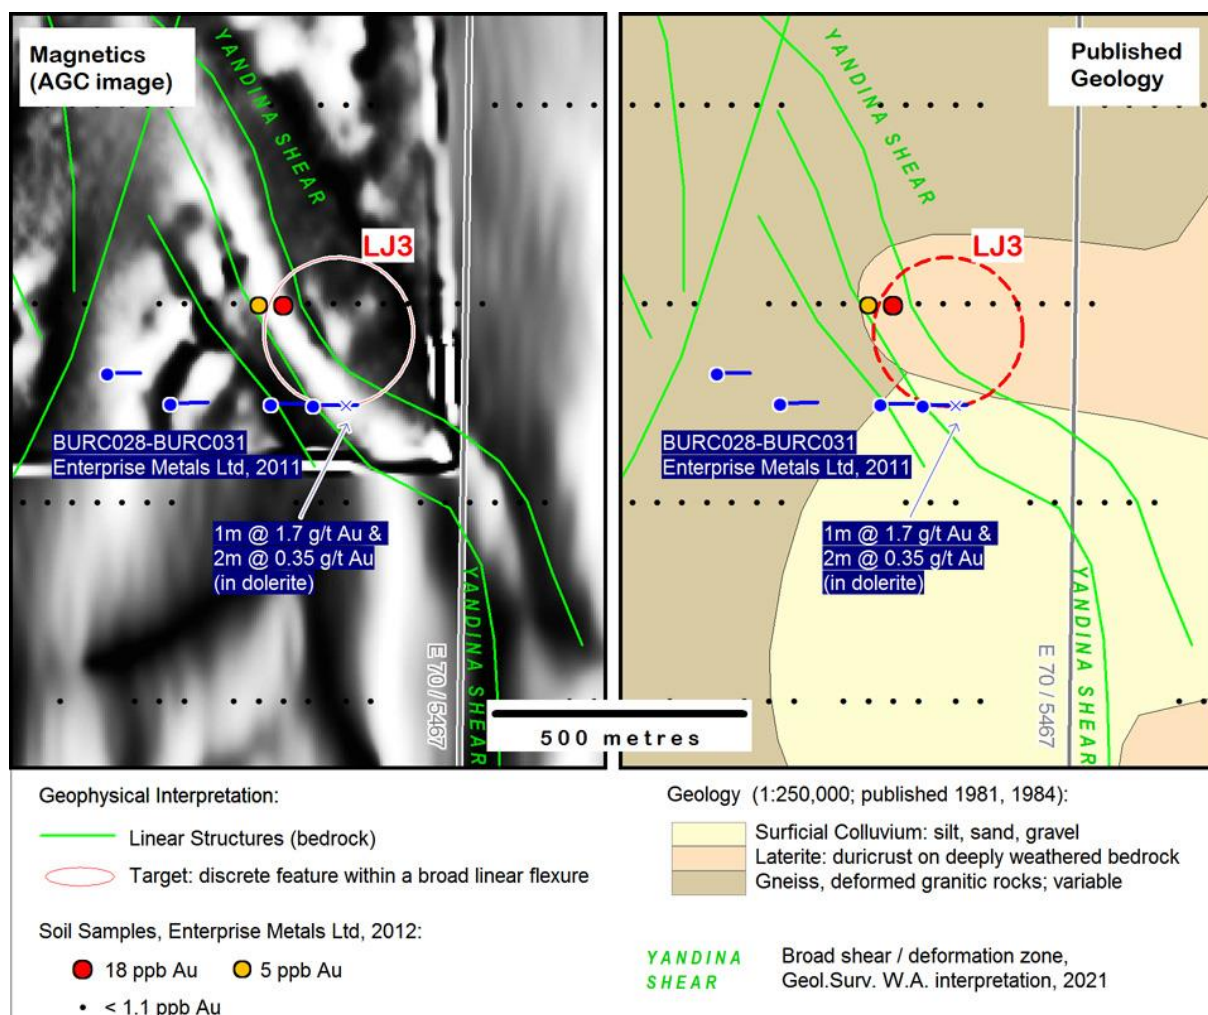 Magnetics
(AGC image)
YANDINA SHEAR
LJ3
BURC028-BURC031
Enterprise Metals Ltd, 2011
1m @ 1.7 g/t Au &
2m @ 0.35 g/t Au
(in dolerite)
E 70 / 5467
YANDINA SHEAR
Published
Geology
YANDINA SHEAR
LJ3
BURC028-BURC031
Enterprise Metals Ltd, 2011
1m @ 1.7 g/t Au &
2m @ 0.35 g/t Au
(in dolerite)
E 70 / 5467
YANDINA SHEAR
500 metres
Geophysical Interpretation:
Linear Structures (bedrock)
Target: discrete feature within a broad linear flexure
Soil Samples, Enterprise Metals Ltd, 2012:
18 ppb Au
5 ppb Au
< 1.1 ppb Au
Geology (1:250,000; published 1981, 1984):
Surficial Colluvium: silt, sand, gravel
Laterite: duricrust on deeply weathered bedrock
Gneiss, deformed granitic rocks; variable
YANDINA
SHEAR
Broad shear / deformation zone,
Geol.Surv. W.A. interpretation, 2021